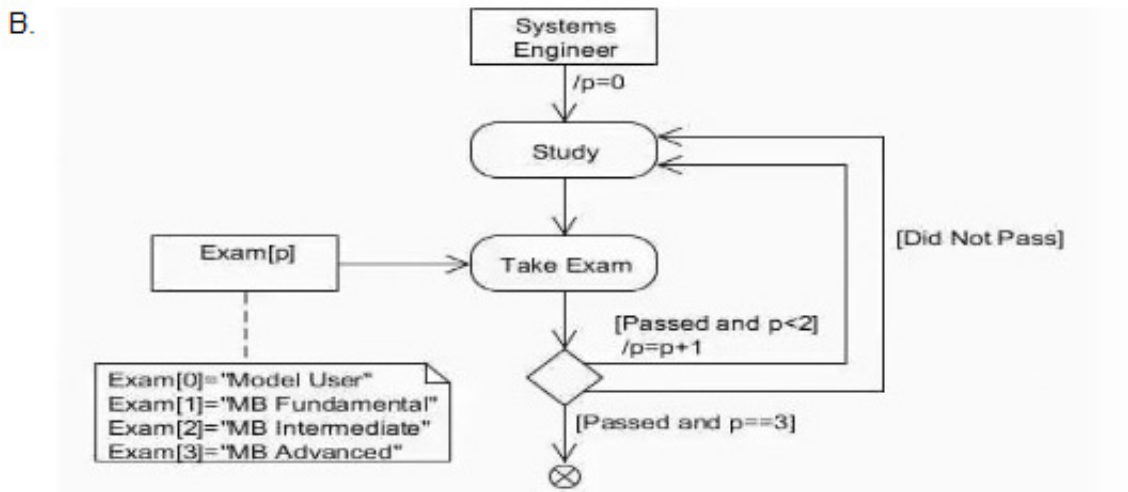 B.
Systems
Engineer
/p=0
Study
[Did Not Pass]
Exam[p]
Take Exam
[Passed and p<2]
/p=p+1
Exam[0]="Model User"
Exam[1]="MB Fundamental"
Exam[2]="MB Intermediate"
Exam[3]="MB Advanced"
[Passed and p==3]